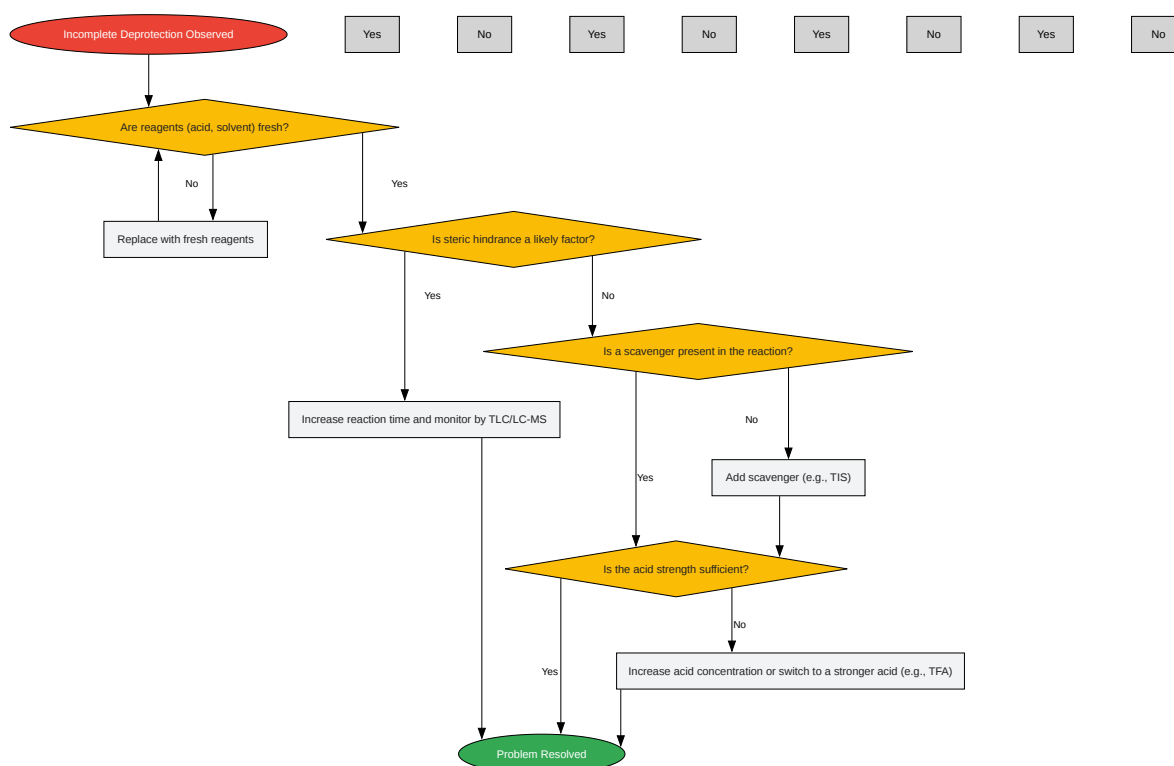 Incomplete Deprotection Observed
Yes
No
Yes
No
Yes
No
Yes
No
Are reagents (acid, solvent) fresh?
No
Yes
Replace with fresh reagents
Is steric hindrance a likely factor?
Yes
No
Is a scavenger present in the reaction?
Increase reaction time and monitor by TLC/LC-MS
No
Yes
Add scavenger (e.g., TIS)
Is the acid strength sufficient?
No
Yes
Increase acid concentration or switch to a stronger acid (e.g., TFA)
Problem Resolved